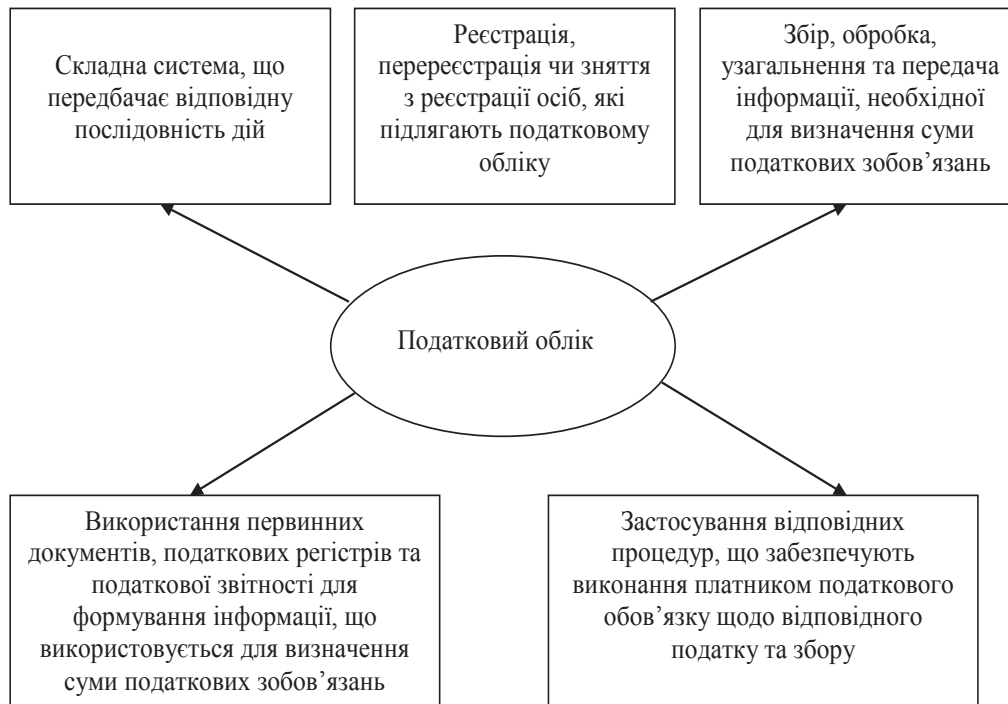 Складна система, що
передбачає відповідну
послідовність дій
Реєстрація,
перереєстрація чи зняття
з реєстрації осіб, які
підлягають податковому
обліку
Збір, обробка,
узагальнення та передача
інформації, необхідної
для визначення суми
податкових зобов’язань
Податковий облік
Використання первинних
документів, податкових регістрів та
податкової звітності для
формування інформації, що
використовується для визначення
суми податкових зобов’язань
Застосування відповідних
процедур, що забезпечують
виконання платником податкового
обов’язку щодо відповідного
податку та збору